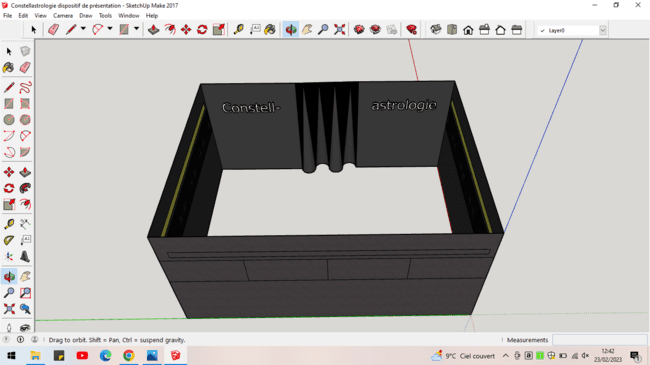 Constellastrologie dispositif de présentation - SketchUp Make 2017
File Edit View Camera Draw Tools Window Help
Layer0
Constell-
astrologie
Drag to orbit. Shift = Pan, Ctrl = suspend gravity.
Measurements
9°C Ciel couvert
12:42
23/02/2023